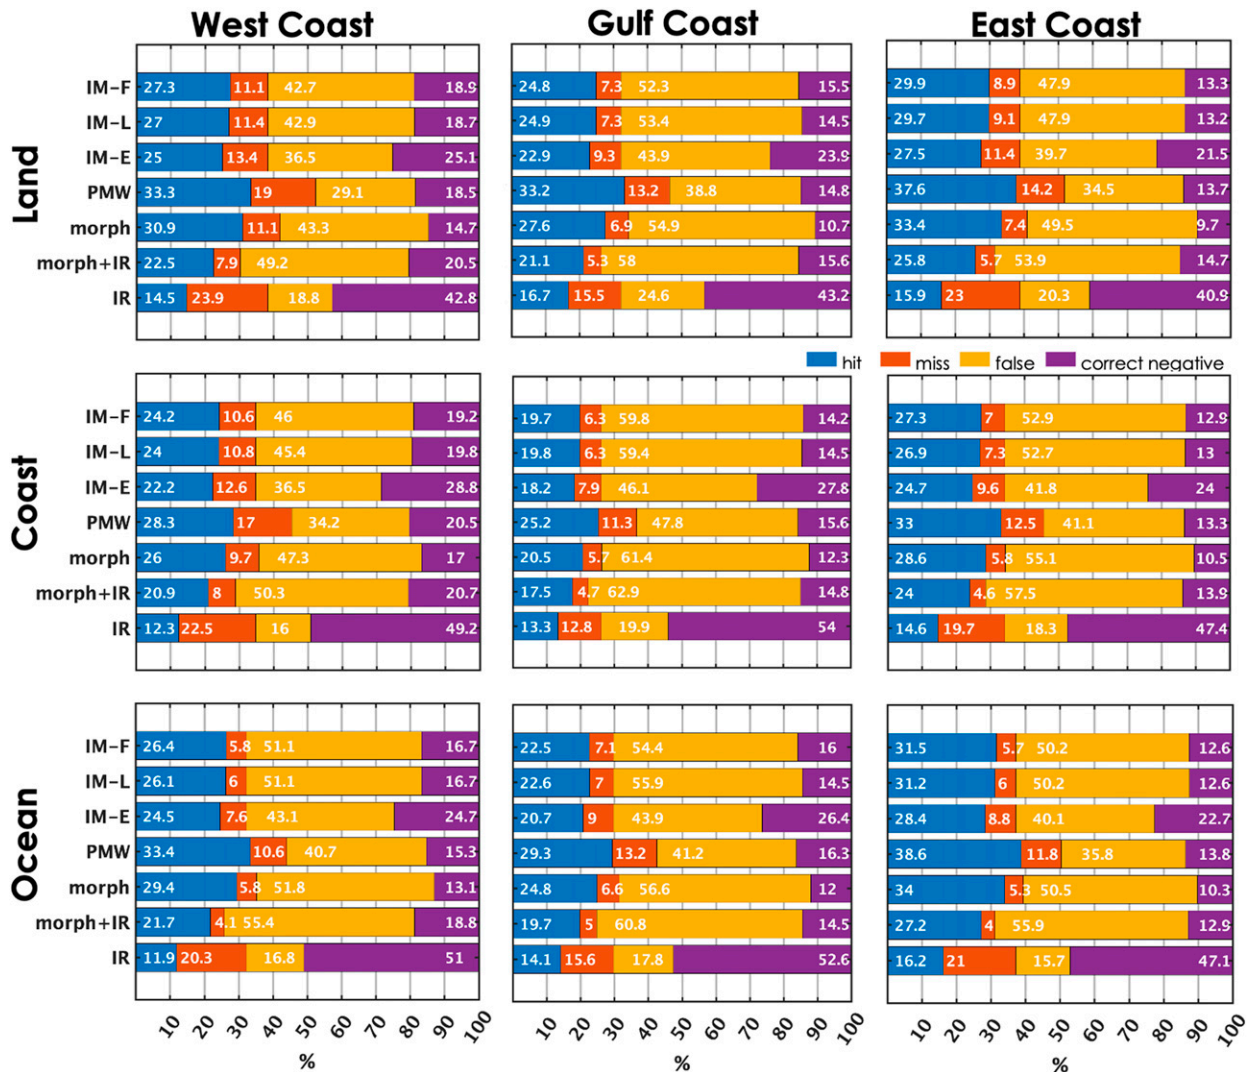 West Coast Gulf Coast East Coast
Land
IM-F 27.3 11.1 42.7 18.9 24.8 7.3 52.3 15.5 29.9 8.9 47.9 13.3
IM-L 27 11.4 42.9 18.7 24.9 7.3 53.4 14.5 29.7 9.1 47.9 13.2
IM-E 25 13.4 36.5 25.1 22.9 9.3 43.9 23.9 27.5 11.4 39.7 21.5
PMW 33.3 19 29.1 18.5 33.2 13.2 38.8 14.8 37.6 14.2 34.5 13.7
morph 30.9 11.1 43.3 14.7 27.6 6.9 54.9 10.7 33.4 7.4 49.5 9.7
morph+IR 22.5 7.9 49.2 20.5 21.1 5.3 58 15.6 25.8 5.7 53.9 14.7
IR 14.5 23.9 18.8 42.8 16.7 15.5 24.6 43.2 15.9 23 20.3 40.9
hit miss false correct negative
Coast
IM-F 24.2 10.6 46 19.2 19.7 6.3 59.8 14.2 27.3 7 52.9 12.9
IM-L 24 10.8 45.4 19.8 19.8 6.3 59.4 14.5 26.9 7.3 52.7 13
IM-E 22.2 12.6 36.5 28.8 18.2 7.9 46.1 27.8 24.7 9.6 41.8 24
PMW 28.3 17 34.2 20.5 25.2 11.3 47.8 15.6 33 12.5 41.1 13.3
morph 26 9.7 47.3 17 20.5 5.7 61.4 12.3 28.6 5.8 55.1 10.5
morph+IR 20.9 8 50.3 20.7 17.5 4.7 62.9 14.8 24 4.6 57.5 13.9
IR 12.3 22.5 16 49.2 13.3 12.8 19.9 54 14.6 19.7 18.3 47.4
Ocean
IM-F 26.4 5.8 51.1 16.7 22.5 7.1 54.4 16 31.5 5.7 50.2 12.6
IM-L 26.1 6 51.1 16.7 22.6 7 55.9 14.5 31.2 6 50.2 12.6
IM-E 24.5 7.6 43.1 24.7 20.7 9 43.9 26.4 28.4 8.8 40.1 22.7
PMW 33.4 10.6 40.7 15.3 29.3 13.2 41.2 16.3 38.6 11.8 35.8 13.8
morph 29.4 5.8 51.8 13.1 24.8 6.6 56.6 12 34 5.3 50.5 10.3
morph+IR 21.7 4.1 55.4 18.8 19.7 5 60.8 14.5 27.2 4 55.9 12.9
IR 11.9 20.3 16.8 51 14.1 15.6 17.8 52.6 16.2 21 15.7 47.1
10 20 30 40 50 60 70 80 90 100 10 20 30 40 50 60 70 80 90 100 10 20 30 40 50 60 70 80 90 100
% % %